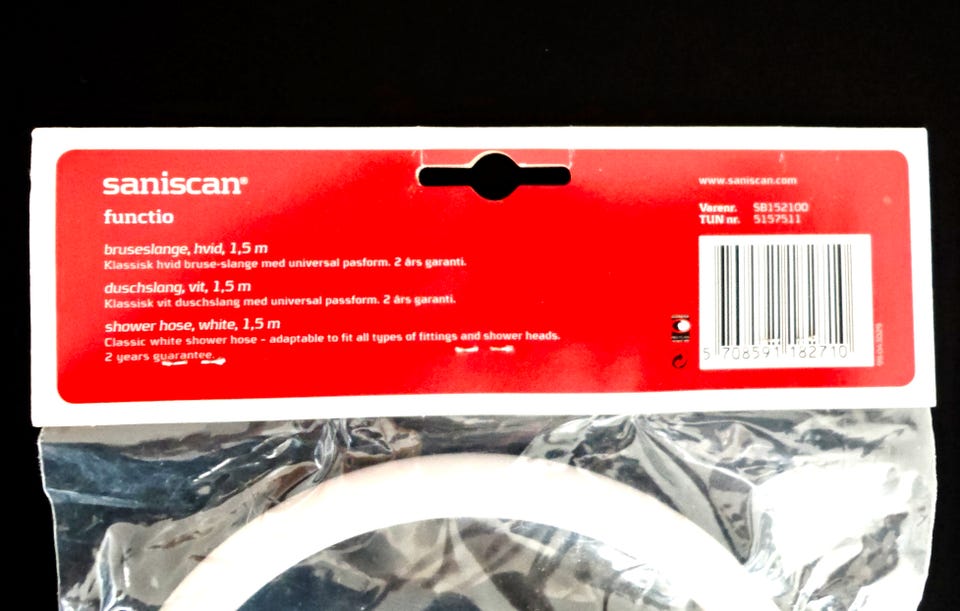 saniscan®
functio
bruseslange, hvid, 1,5 m
Klassisk hvid bruse-slange med universal pasform. 2 års garanti.
duschslang, vit, 1,5 m
Klassisk vit duschslang med universal passform. 2 års garanti.
shower hose, white, 1,5 m
Classic white shower hose - adaptable to fit all types of fittings and shower heads.
2 years guarantee.
www.saniscan.com
Varenr. SB152100
TUN nr. 5157511
5 708591 182710